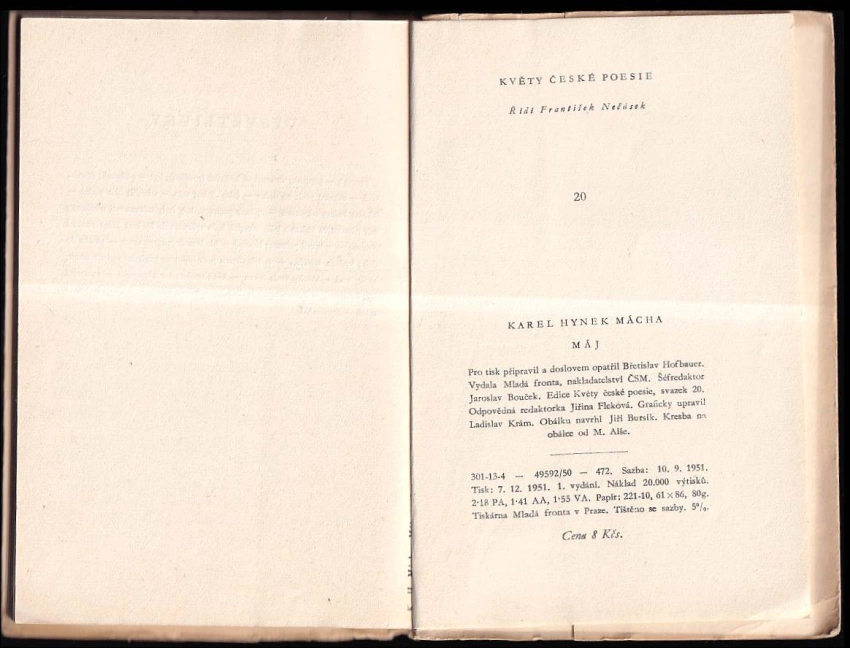 KVĚTY ČESKÉ POESIE
Řídí František Nečásek
20
KAREL HYNEK MÁCHA
MÁJ
Pro tisk připravil a doslovem opatřil Břetislav Hofbauer.
Vydala Mladá fronta, nakladatelství ČSM. Šéfredaktor
Jaroslav Bouček. Edice Květy české poesie, svazek 20.
Odpovědná redaktorka Jiřina Fleková. Graficky upravil
Ladislav Krám. Obálku navrhl Jiří Bursík. Kresba na
obálce od M. Alše.
301-13-4 — 49592/50 — 472. Sazba: 10. 9. 1951.
Tisk: 7. 12. 1951. 1. vydání. Náklad 20.000 výtisků.
2·18 PA, 1·41 AA, 1·55 VA. Papír: 221-10, 61×86, 80g.
Tiskárna Mladá fronta v Praze. Tištěno se sazby. 5%.
Cena 8 Kčs.